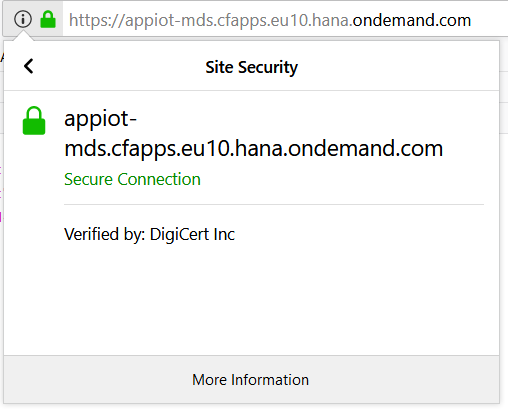 https://appiot-mds.cfapps.eu10.hana.ondemand.com
Site Security
appiot-
mds.cfapps.eu10.hana.ondemand.com
Secure Connection
Verified by: DigiCert Inc
More Information